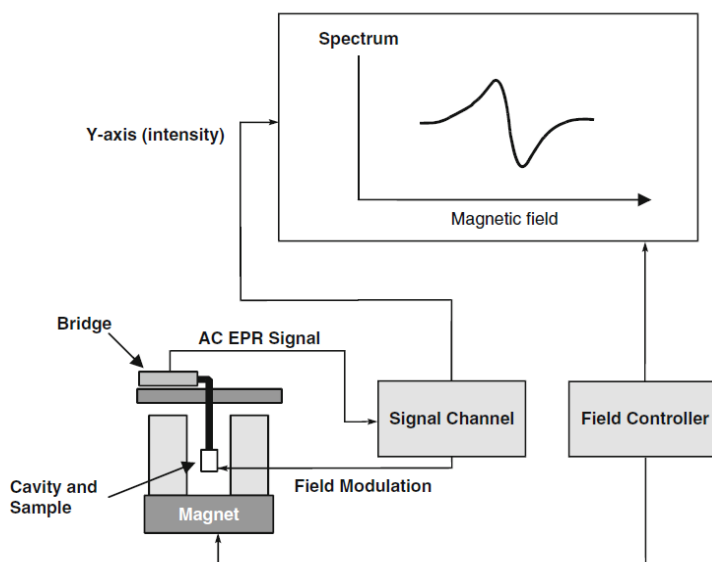 Spectrum
Y-axis (intensity)
Magnetic field
Bridge
AC EPR Signal
Signal Channel
Field Controller
Cavity and
Sample
Field Modulation
Magnet